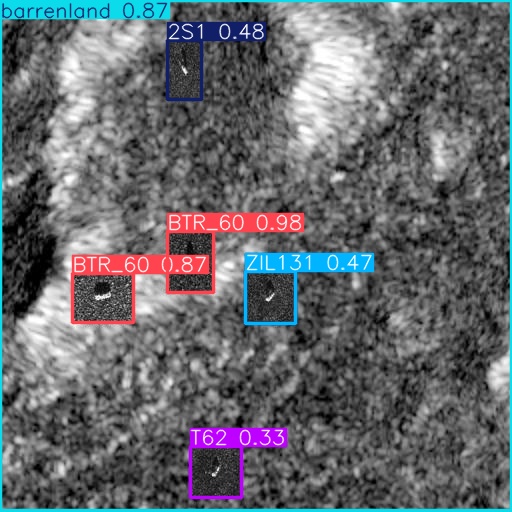 barrenland 0.87
2S1 0.48
BTR_60 0.98
BTR_60 0.87
ZIL131 0.47
T62 0.33